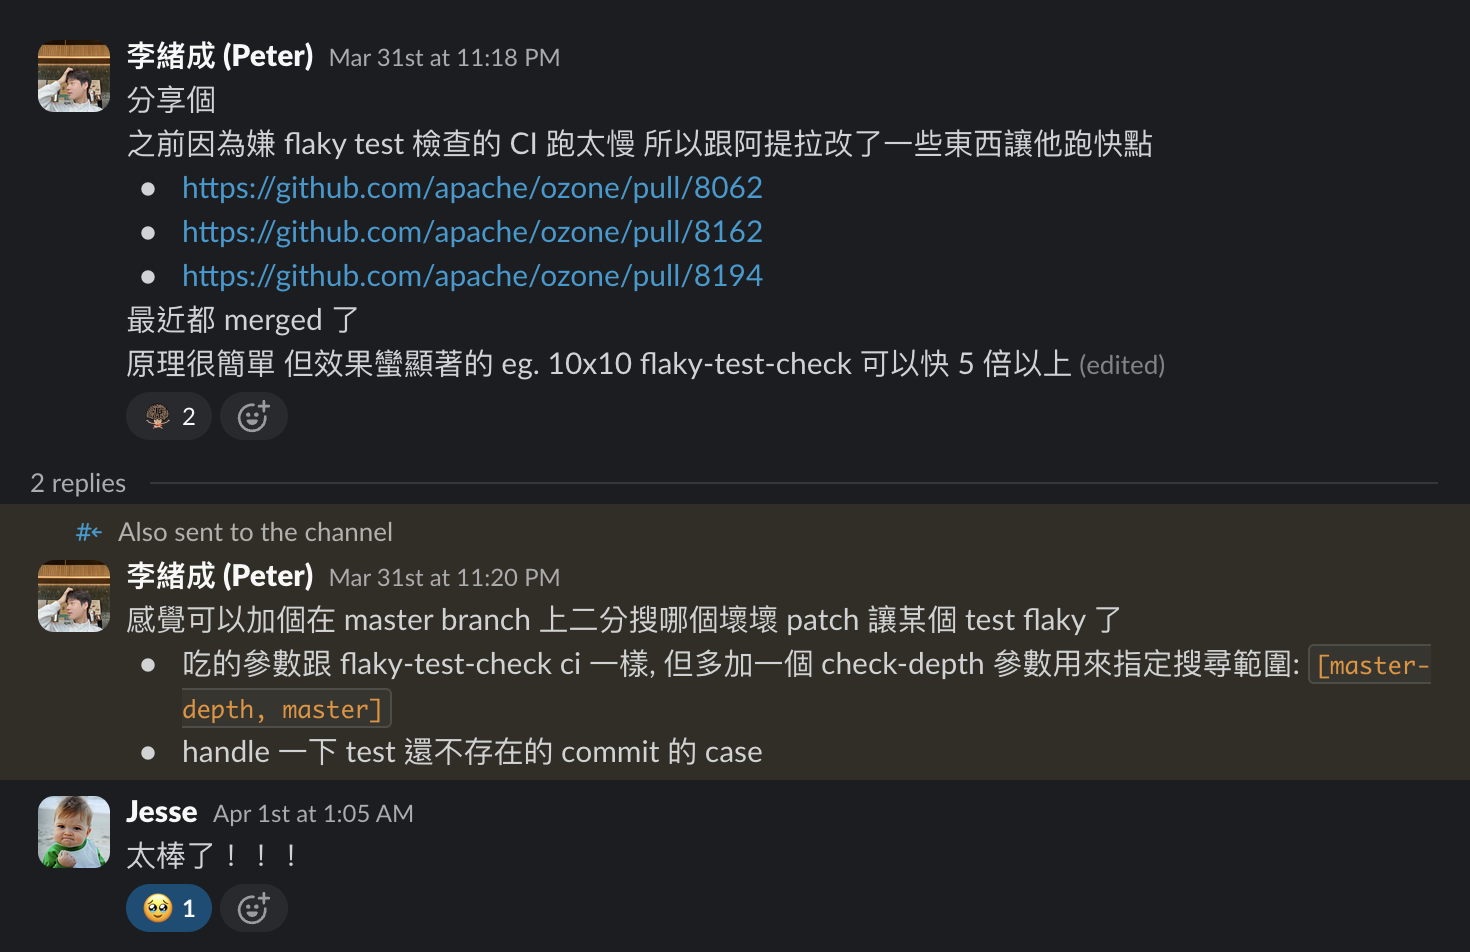 李緒成 (Peter) Mar 31st at 11:18 PM
分享個
之前因為嫌 flaky test 檢查的 CI 跑太慢 所以跟阿提拉改了一些東西讓他跑快點
● https://github.com/apache/ozone/pull/8062
● https://github.com/apache/ozone/pull/8162
● https://github.com/apache/ozone/pull/8194
最近都 merged 了
原理很簡單 但效果蠻顯著的 eg. 10x10 flaky-test-check 可以快 5 倍以上 (edited)
2
2 replies
Also sent to the channel
李緒成 (Peter) Mar 31st at 11:20 PM
感覺可以加個在 master branch 上二分搜哪個壞壞 patch 讓某個 test flaky 了
● 吃的參數跟 flaky-test-check ci 一樣, 但多加一個 check-depth 參數用來指定搜尋範圍: [master-
depth, master]
● handle 一下 test 還不存在的 commit 的 case
Jesse Apr 1st at 1:05 AM
太棒了！！！
1